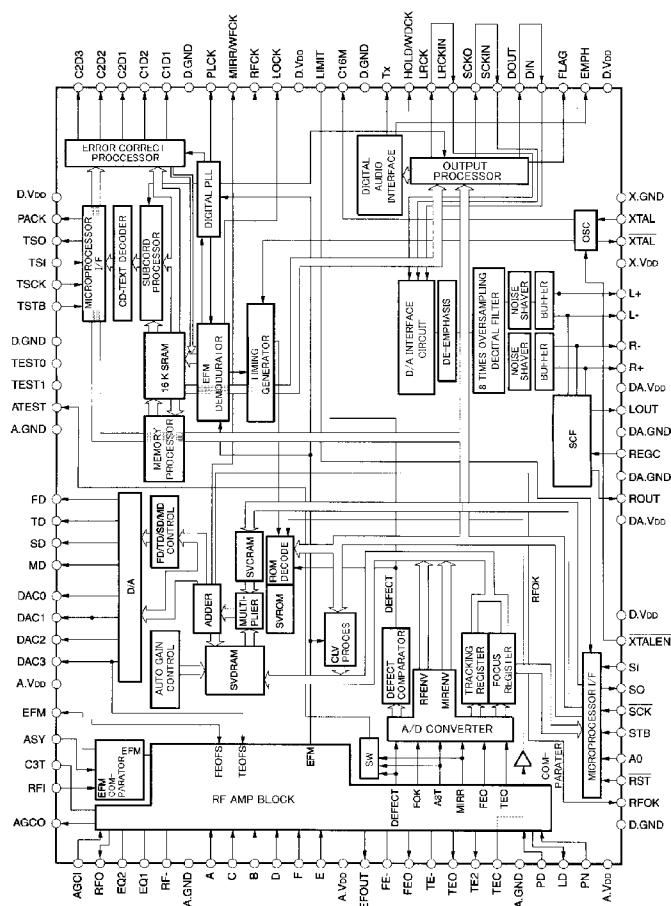 C2D3
C2D2
C2D1
C1D2
C1D1
D.GND
PLCK
MIRR/WFCK
RFCK
LOCK
D.VDD
LIMIT
C16M
D.GND
Tx
HOLD/WDCK
LRCK
LRCKIN
SCKO
SCKIN
DOUT
DIN
FLAG
EMPH
D.VDD
D.VDD
PACK
TSO
TSI
TSCK
TSTB
D.GND
TEST0
TEST1
ATEST
A.GND
FD
TD
SD
MD
DAC0
DAC1
DAC2
DAC3
A.VDD
EFM
ASY
C3T
RFI
AGCO
X.GND
XTAL
XTAL
X.VDD
L+
L-
R-
R+
DA.VDD
LOUT
DA.GND
REGC
DA.GND
ROUT
DA.VDD
D.VDD
XTALEN
SI
SO
SCK
STB
A0
RST
RFOK
D.GND
AGCI
RFO
EQ2
EQ1
RF-
A.GND
A
C
B
D
F
E
A.VDD
EFOUT
FE-
FEO
TE-
TEO
TE2
TEC
A.GND
PD
LD
PN
A.VDD
ERROR CORRECT
PROCCESSOR
DIGITAL PLL
DIGITAL AUDIO
INTERFACE
OUTPUT
PROCESSOR
OSC
MICROPROCESSOR
I/F
CD-TEXT DECODER
SUBCORD
PROCESSOR
16 K SRAM
EFM
DEMODURATOR
TIMING
GENERATOR
MEMORY
PROCESSOR
D/A INTERFACE
CIRCUIT
DE-EMPHASIS
8 TIMES OVERSAMPLING
DECITAL FILTER
NOISE
SHAVER
BUFFER
NOISE
SHAVER
BUFFER
SCF
D/A
FD/TD/SD/MD
CONTROL
AUTO GAIN
CONTROL
ADDER
SVCRAM
MULTI-
PLIER
ROM
DECODE
SVROM
SVDRAM
CLV
PROCES
DEFECT
DEFECT
COMPARATOR
RFENV
MIRENV
TRACKING
REGISTER
FOCUS
REGISTER
RFOK
A/D CONVERTER
SW
COM-
PARATER
MICROPROCESSOR I/F
EFM
COM-
PARATOR
EFM
FEOFS
TEOFS
EFM
DEFECT
FOK
A3T
MIRR
FEO
TEO
RF AMP BLOCK